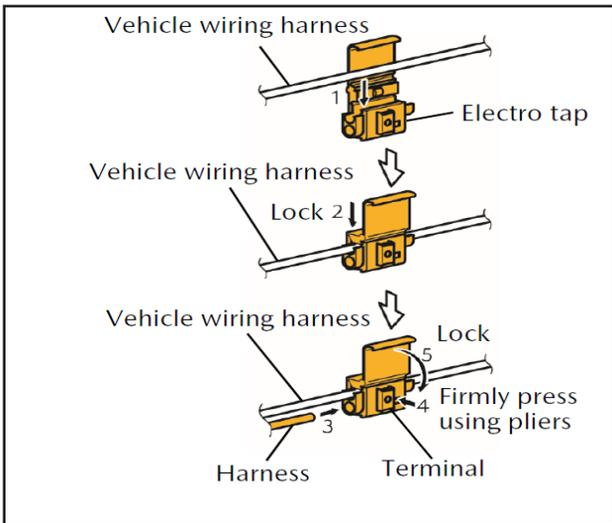 Vehicle wiring harness
1
Electro tap
Vehicle wiring harness
Lock 2
Vehicle wiring harness
Lock
5
Firmly press
4
using pliers
3
Harness
Terminal